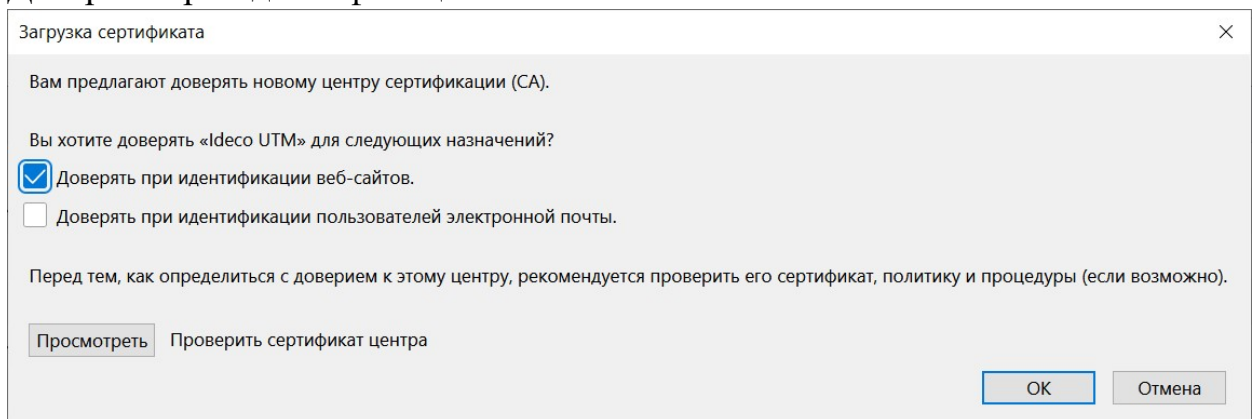 Загрузка сертификата
Вам предлагают доверять новому центру сертификации (CA).
Вы хотите доверять «Ideco UTM» для следующих назначений?
Доверять при идентификации веб-сайтов.
Доверять при идентификации пользователей электронной почты.
Перед тем, как определиться с доверием к этому центру, рекомендуется проверить его сертификат, политику и процедуры (если возможно).
Просмотреть Проверить сертификат центра
ОК Отмена